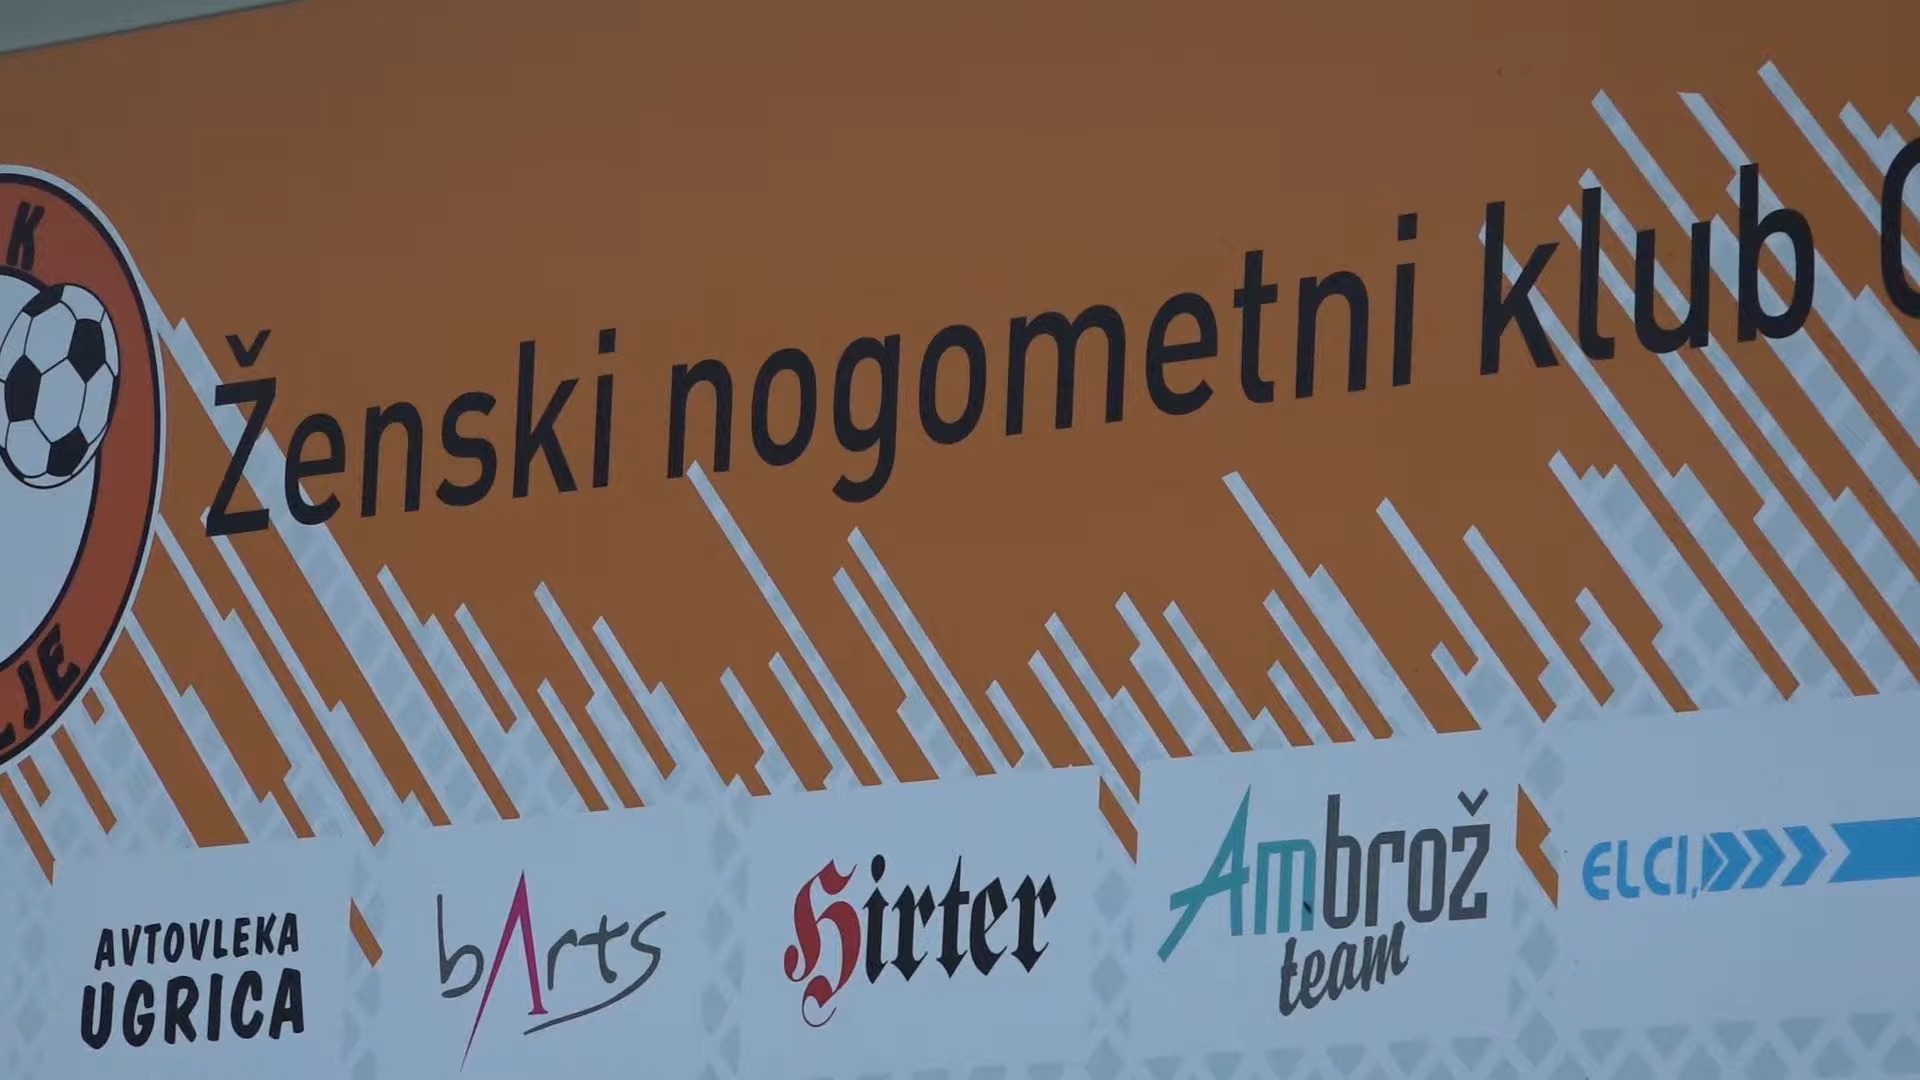 K
Ženski nogometni klub
LJE
AVTOVLEKA
UGRICA
bArts
Hirter
Ambrož
team
ELCI,